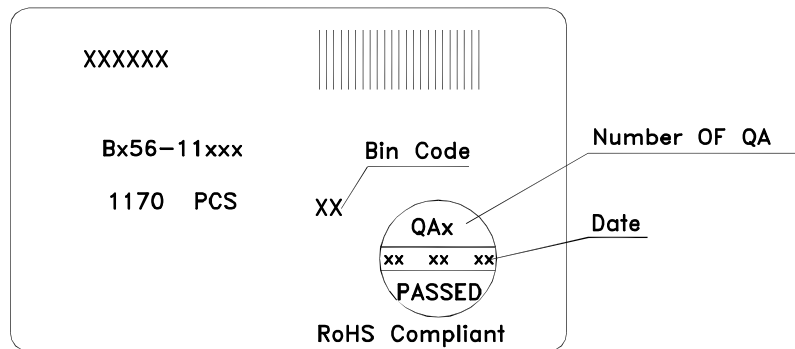 XXXXXX
Bx56-11xxx
Bin Code
Number OF QA
1170 PCS
XX
QAx
Date
xx xx xx
PASSED
RoHS Compliant